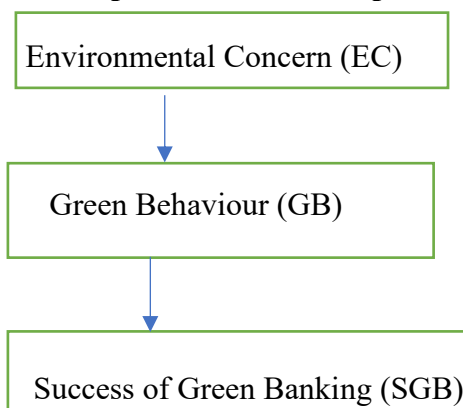 Environmental Concern (EC)
Green Behaviour (GB)
Success of Green Banking (SGB)